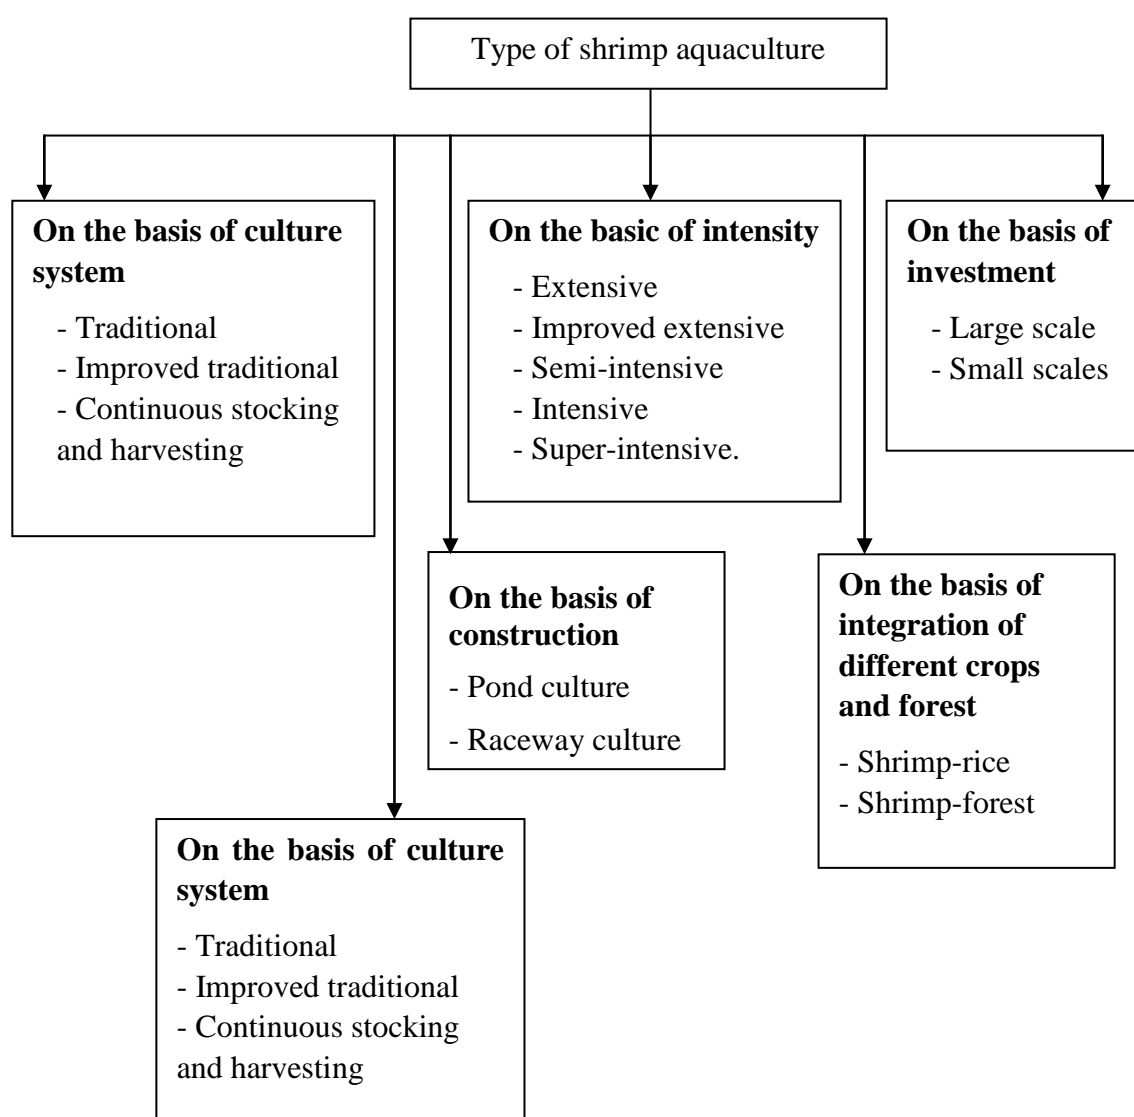 Type of shrimp aquaculture
On the basis of culture
system
- Traditional
- Improved traditional
- Continuous stocking
and harvesting
On the basic of intensity
- Extensive
- Improved extensive
- Semi-intensive
- Intensive
- Super-intensive.
On the basis of
investment
- Large scale
- Small scales
On the basis of
construction
- Pond culture
- Raceway culture
On the basis of
integration of
different crops
and forest
- Shrimp-rice
- Shrimp-forest
On the basis of culture
system
- Traditional
- Improved traditional
- Continuous stocking
and harvesting